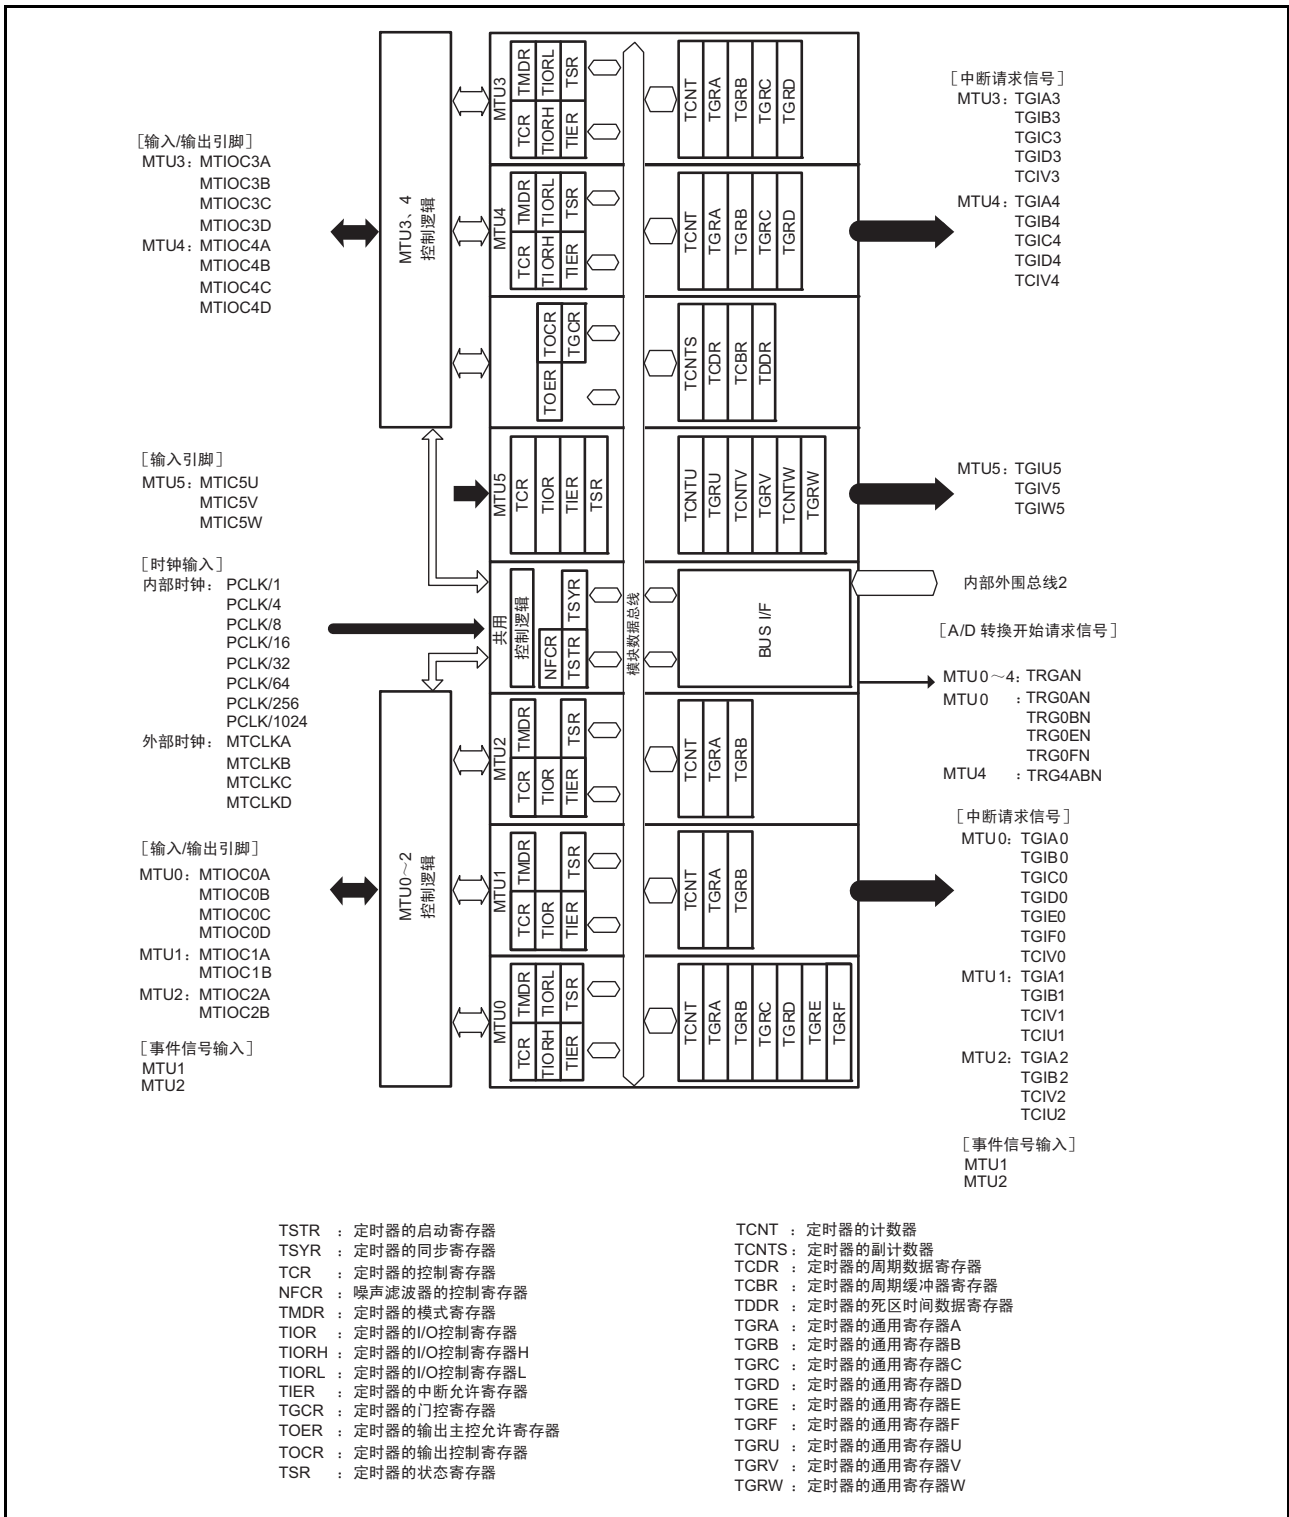 [输入/输出引脚]
MTU3：MTIOC3A
MTIOC3B
MTIOC3C
MTIOC3D
MTU4：MTIOC4A
MTIOC4B
MTIOC4C
MTIOC4D
[输入引脚]
MTU5：MTIC5U
MTIC5V
MTIC5W
[时钟输入]
内部时钟：PCLK/1
PCLK/4
PCLK/8
PCLK/16
PCLK/32
PCLK/64
PCLK/256
PCLK/1024
外部时钟：MTCLKA
MTCLKB
MTCLKC
MTCLKD
[输入/输出引脚]
MTU0：MTIOC0A
MTIOC0B
MTIOC0C
MTIOC0D
MTU1：MTIOC1A
MTIOC1B
MTU2：MTIOC2A
MTIOC2B
[事件信号输入]
MTU1
MTU2
MTU3、4
控制逻辑
MTU0～2
控制逻辑
MTU3
TCR
TMDR
TIORH
TIORL
TIER
TSR
TCNT
TGRA
TGRB
TGRC
TGRD
MTU4
TCR
TMDR
TIORH
TIORL
TIER
TSR
TCNT
TGRA
TGRB
TGRC
TGRD
TOER
TOCR
TGCR
TCNTS
TCDR
TCBR
TDDR
MTU5
TCR
TIOR
TIER
TSR
TCNTU
TGRU
TCNTV
TGRV
TCNTW
TGRW
共用
控制逻辑
NFCR
TSTR
TSYR
模块数据总线
BUS I/F
MTU2
TCR
TMDR
TIOR
TIER
TSR
TCNT
TGRA
TGRB
MTU1
TCR
TMDR
TIOR
TIER
TSR
TCNT
TGRA
TGRB
MTU0
TCR
TMDR
TIORH
TIORL
TIER
TSR
TCNT
TGRA
TGRB
TGRC
TGRD
TGRE
TGRF
[中断请求信号]
MTU3：TGIA3
TGIB3
TGIC3
TGID3
TCIV3
MTU4：TGIA4
TGIB4
TGIC4
TGID4
TCIV4
MTU5：TGIU5
TGIV5
TGIW5
内部外围总线2
[A/D 转换开始请求信号]
MTU0～4：TRGAN
MTU0 ：TRG0AN
TRG0BN
TRG0EN
TRG0FN
MTU4 ：TRG4ABN
[中断请求信号]
MTU0：TGIA0
TGIB0
TGIC0
TGID0
TGIE0
TGIF0
TCIV0
MTU1：TGIA1
TGIB1
TCIV1
TCIU1
MTU2：TGIA2
TGIB2
TCIV2
TCIU2
[事件信号输入]
MTU1
MTU2
TSTR ：定时器的启动寄存器
TSYR ：定时器的同步寄存器
TCR ：定时器的控制寄存器
NFCR ：噪声滤波器的控制寄存器
TMDR ：定时器的模式寄存器
TIOR ：定时器的I/O控制寄存器
TIORH ：定时器的I/O控制寄存器H
TIORL ：定时器的I/O控制寄存器L
TIER ：定时器的中断允许寄存器
TGCR ：定时器的门控寄存器
TOER ：定时器的输出主控允许寄存器
TOCR ：定时器的输出控制寄存器
TSR ：定时器的状态寄存器
TCNT ：定时器的计数器
TCNTS：定时器的副计数器
TCDR ：定时器的周期数据寄存器
TCBR ：定时器的周期缓冲器寄存器
TDDR ：定时器的死区时间数据寄存器
TGRA ：定时器的通用寄存器A
TGRB ：定时器的通用寄存器B
TGRC ：定时器的通用寄存器C
TGRD ：定时器的通用寄存器D
TGRE ：定时器的通用寄存器E
TGRF ：定时器的通用寄存器F
TGRU ：定时器的通用寄存器U
TGRV ：定时器的通用寄存器V
TGRW ：定时器的通用寄存器W